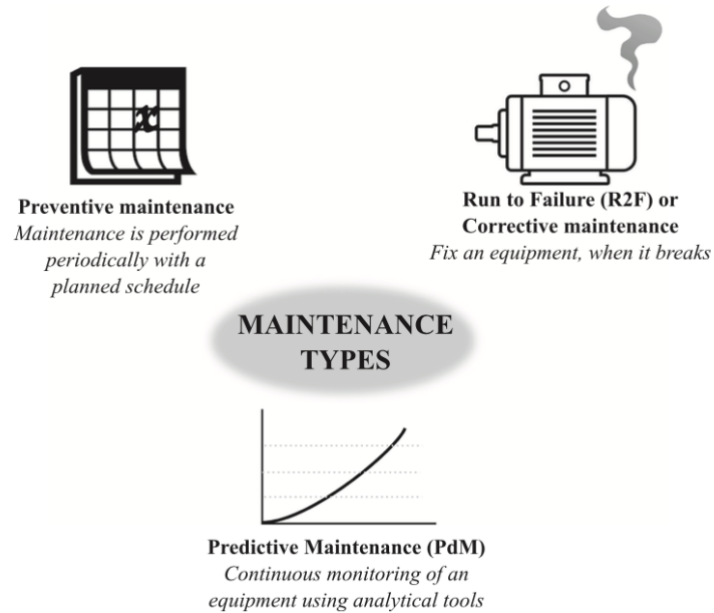 Preventive maintenance
Maintenance is performed
periodically with a
planned schedule
Run to Failure (R2F) or
Corrective maintenance
Fix an equipment, when it breaks
MAINTENANCE
TYPES
Predictive Maintenance (PdM)
Continuous monitoring of an
equipment using analytical tools